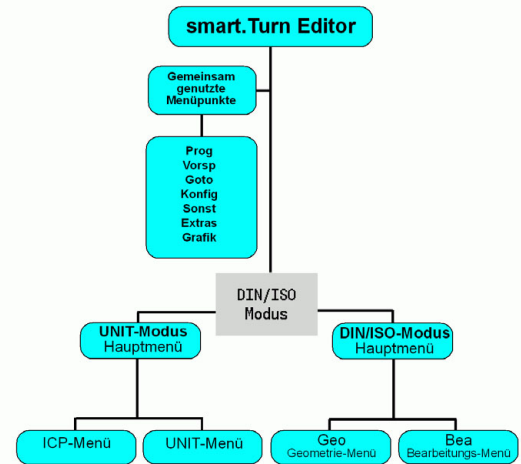 smart.Turn Editor
Gemeinsam
genutzte
Menüpunkte
Prog
Vorsp
Goto
Konfig
Sonst
Extras
Grafik
DIN/ISO
Modus
UNIT-Modus
Hauptmenü
DIN/ISO-Modus
Hauptmenü
ICP-Menü
UNIT-Menü
Geo
Geometrie-Menü
Bea
Bearbeitungs-Menü